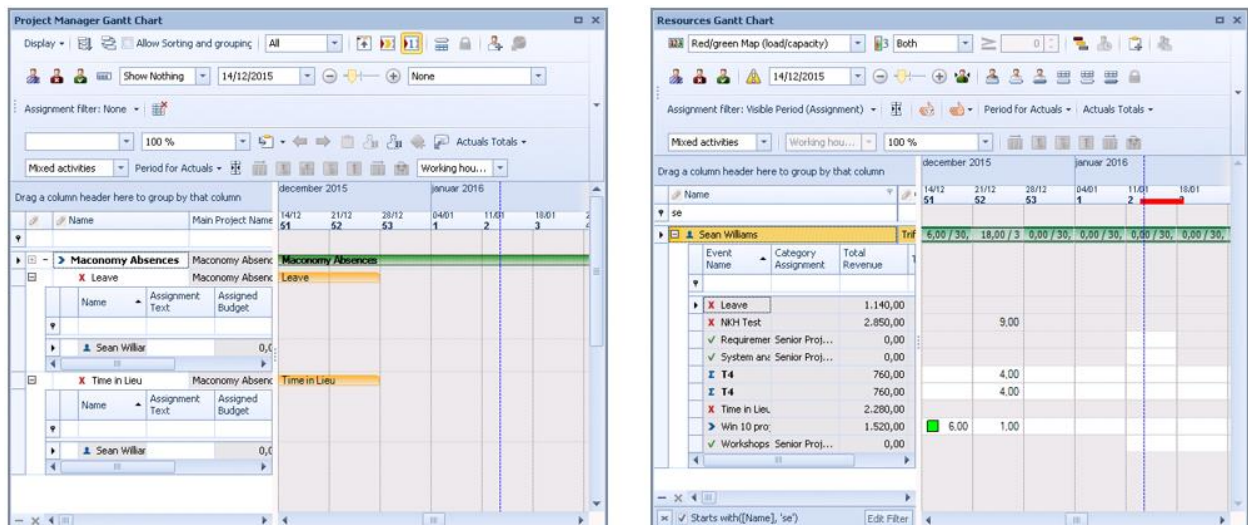 Project Manager Gantt Chart
Display
Allow Sorting and grouping
All
Show Nothing
14/12/2015
None
Assignment filter: None
100 %
Actuals Totals
Mixed activities
Period for Actuals
Working hou...
Drag a column header here to group by that column
december 2015
januar 2016
Name
Main Project Name
14/12 21/12 28/12 04/01 11/01 18/01
51 52 53 1 2 3
Maconomy Absences
Maconomy Absenc
Maconomy Absences
Leave
Maconomy Absenc
Leave
Name
Assignment Text
Assigned Budget
Sean Williar
0,0
Time in Lieu
Maconomy Absenc
Time in Lieu
Name
Assignment Text
Assigned Budget
Sean Williar
0,0
Resources Gantt Chart
Red/green Map (load/capacity)
Both
0
14/12/2015
Assignment filter: Visible Period (Assignment)
Period for Actuals
Actuals Totals
Mixed activities
Working hou...
100 %
Drag a column header here to group by that column
december 2015
januar 2016
Name
14/12 21/12 28/12 04/01 11/01 18/01
51 52 53 1 2
se
Sean Williams
Trif
6,00 / 30, 18,00 / 3 0,00 / 30, 0,00 / 30, 0,00 / 30, 0,00 / 30,
Event Name
Category Assignment
Total Revenue
Leave 1.140,00
NKH Test 2.850,00 9,00
Requiremer Senior Proj... 0,00
System ana Senior Proj... 0,00
T4 760,00 4,00
T4 760,00 4,00
Time in Lieu 2.280,00
Win 10 pro 1.520,00 6,00 1,00
Workshops Senior Proj... 0,00
Starts with([Name], 'se')
Edit Filter